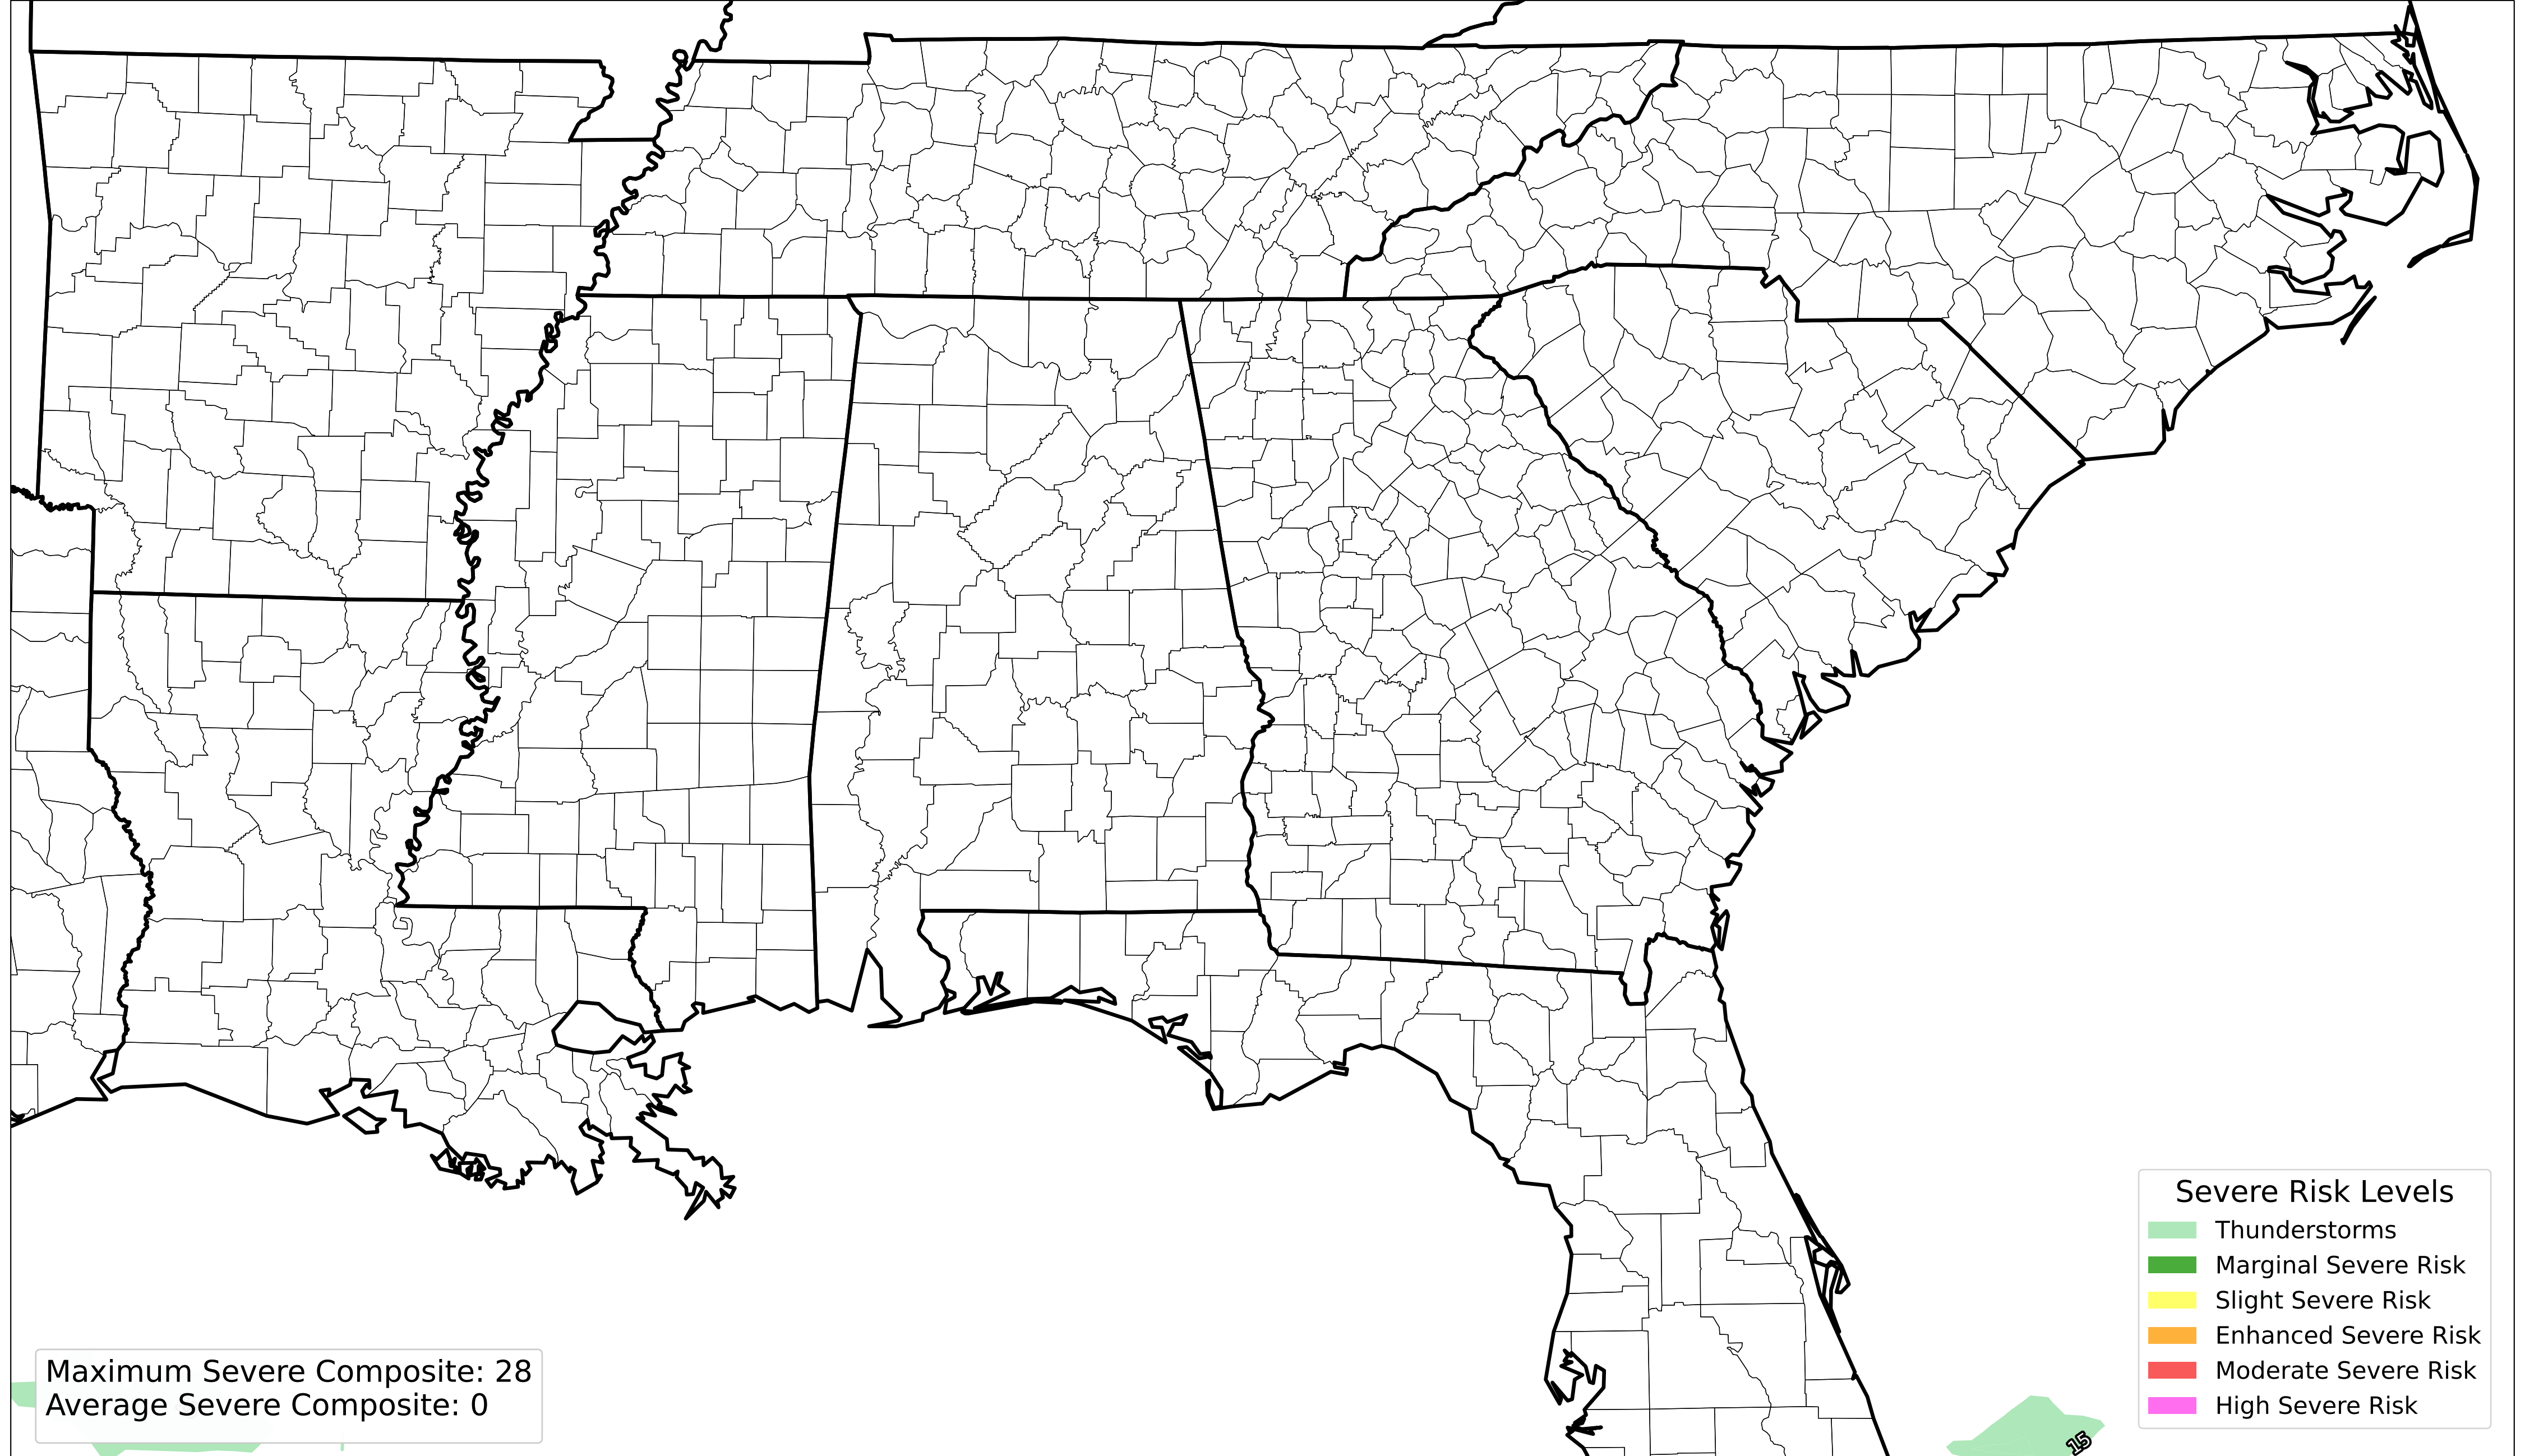 Severe Risk Levels
Thunderstorms
Marginal Severe Risk
Slight Severe Risk
Enhanced Severe Risk
Moderate Severe Risk
High Severe Risk
Maximum Severe Composite: 28
Average Severe Composite: 0
15